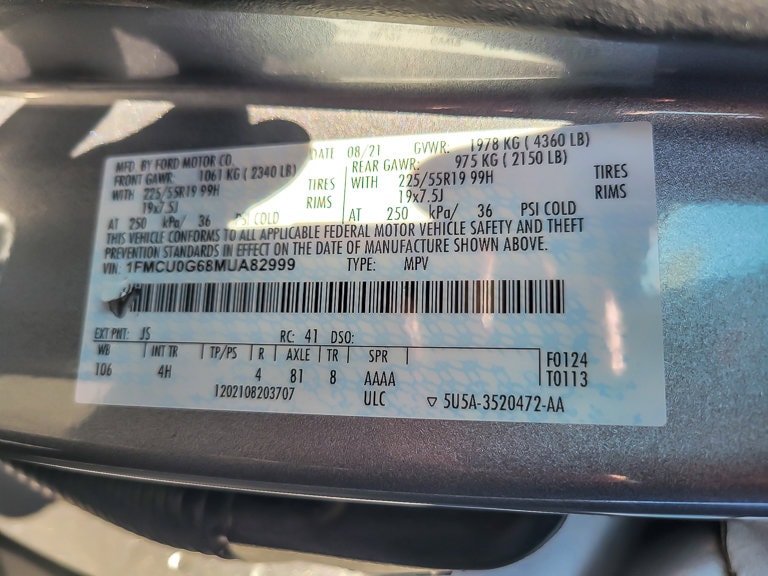 MFD. BY FORD MOTOR CO. DATE 08/21 GVWR: 1978 KG ( 4360 LB)
FRONT GAWR: 1061 KG ( 2340 LB) REAR GAWR: 975 KG ( 2150 LB)
WITH 225/55R19 99H TIRES WITH 225/55R19 99H TIRES
19x7.5J RIMS 19x7.5J RIMS
AT 250 kPa/ 36 PSI COLD AT 250 kPa/ 36 PSI COLD
THIS VEHICLE CONFORMS TO ALL APPLICABLE FEDERAL MOTOR VEHICLE SAFETY AND THEFT
PREVENTION STANDARDS IN EFFECT ON THE DATE OF MANUFACTURE SHOWN ABOVE.
VIN: 1FMCU0G68MUA82999 TYPE: MPV
EXT PNT: JS RC: 41 DSO:
WB INT TR TP/PS R AXLE TR SPR F0124
106 4H 4 81 8 AAAA T0113
1202108203707 ULC ▽ 5U5A-3520472-AA